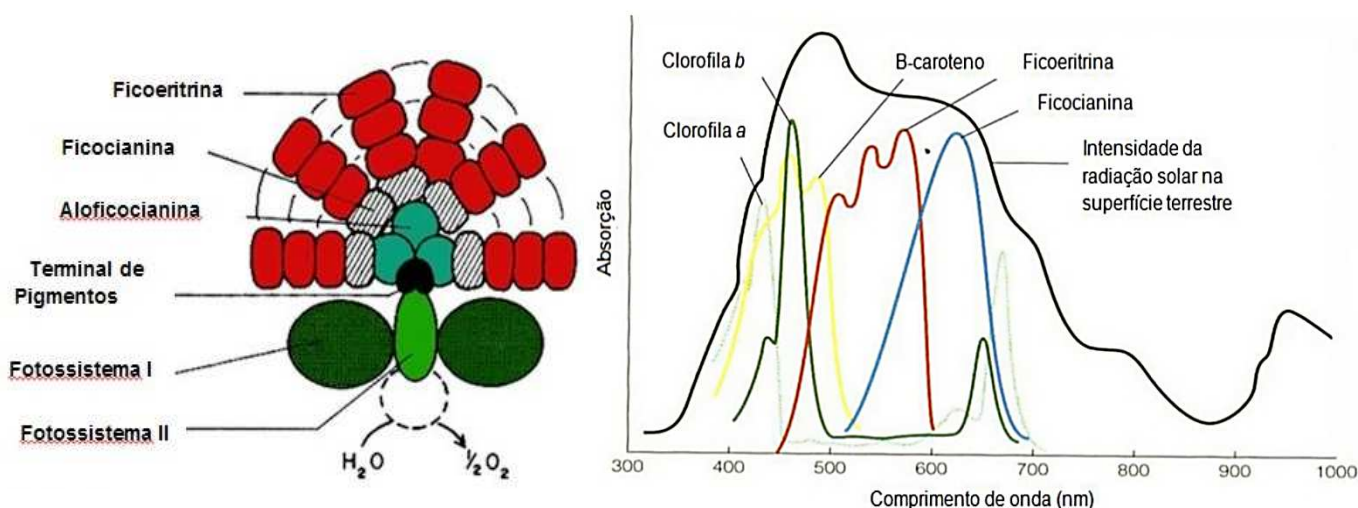 Ficoeritrina
Ficocianina
Aloficocianina
Terminal de
Pigmentos
Fotossistema I
Fotossistema II
H₂O
½O₂
Clorofila b
Clorofila a
B-caroteno
Ficoeritrina
Ficocianina
Intensidade da
radiação solar na
superfície terrestre
Absorção
300 400 500 600 700 800 900 1000
Comprimento de onda (nm)